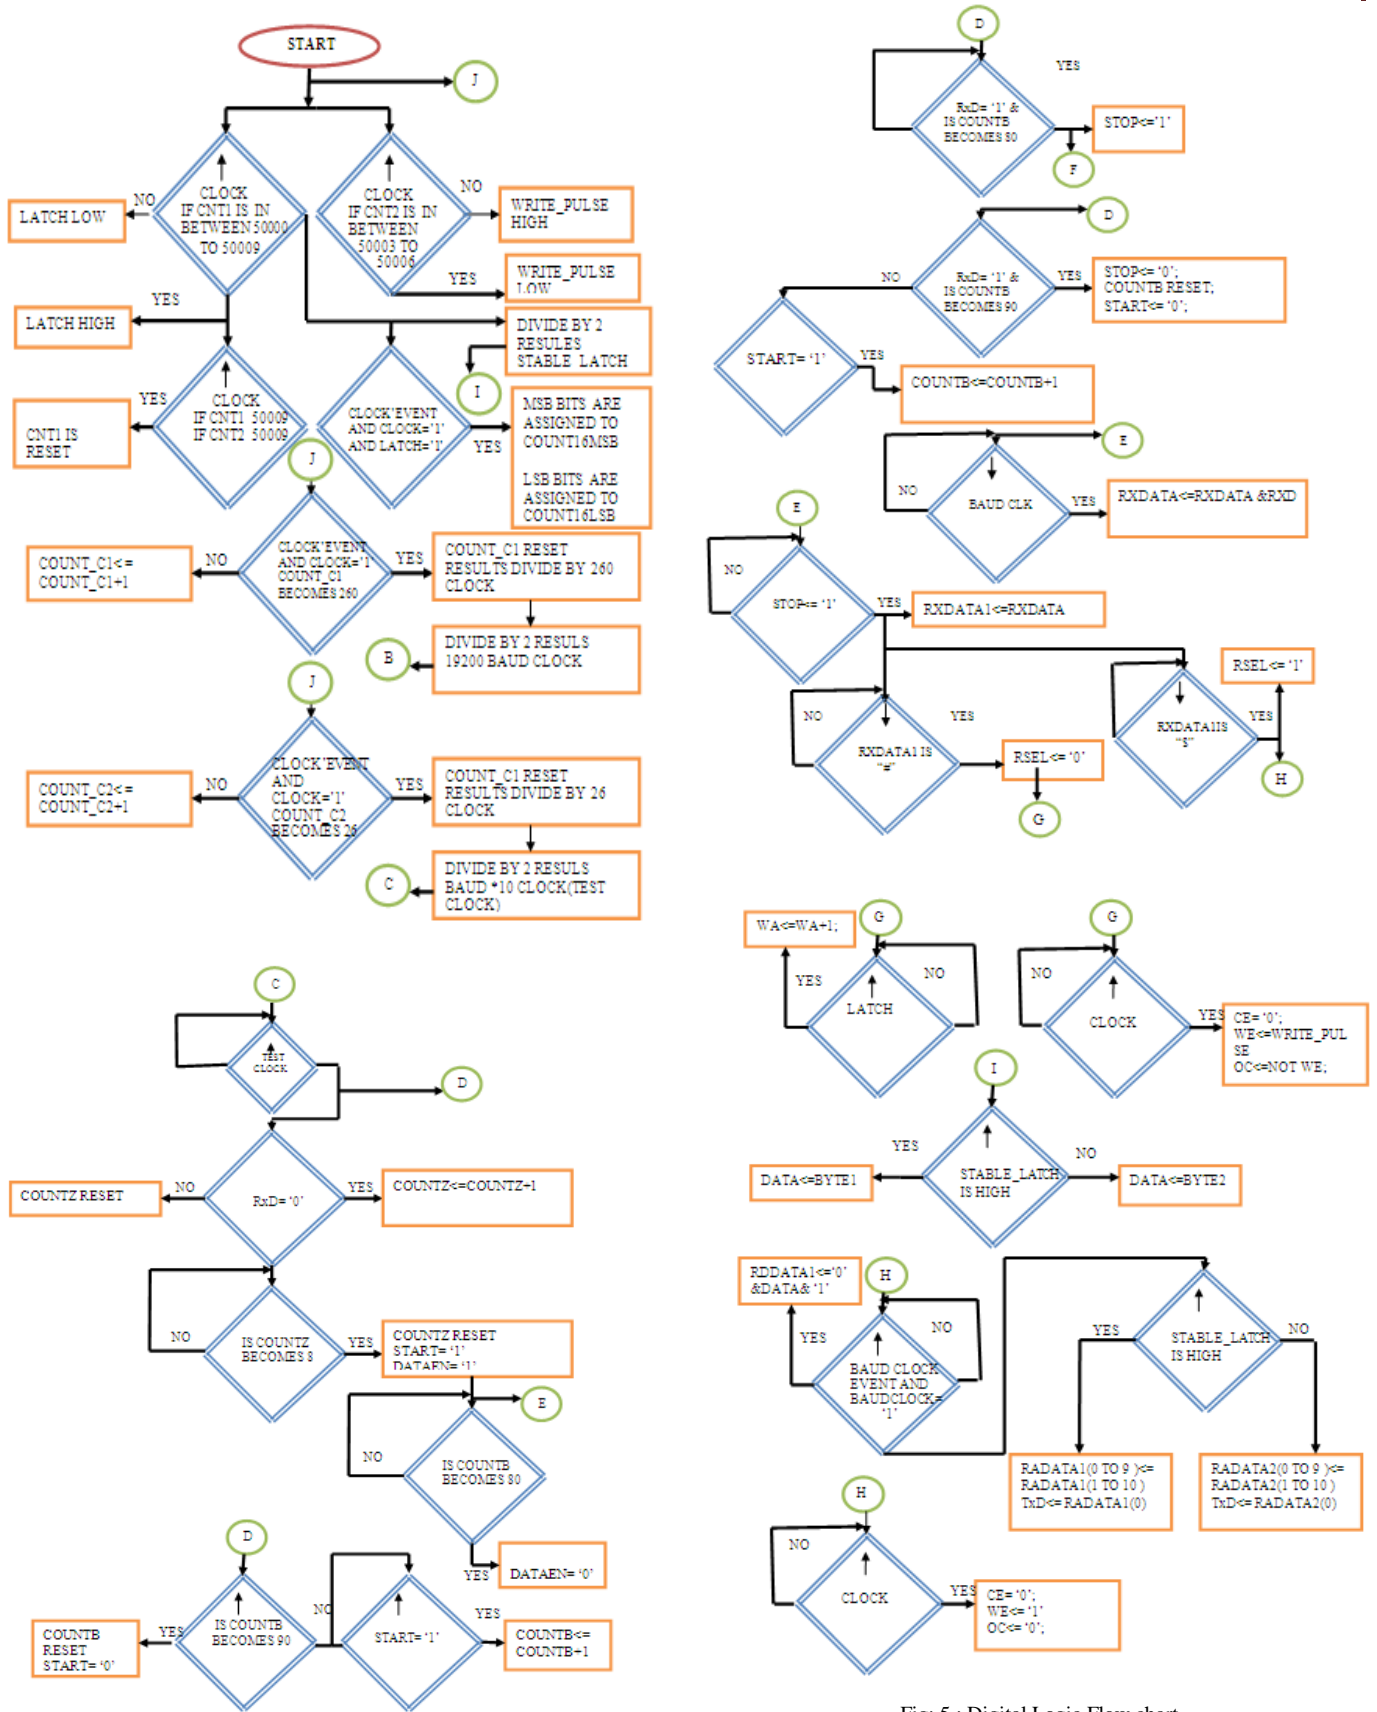 START
J
CLOCK
IF CNT1 IS IN
BETWEEN 50000
TO 50009
NO
LATCH LOW
CLOCK
IF CNT2 IS IN
BETWEEN
50003 TO
50006
NO
WRITE_PULSE
HIGH
YES
WRITE_PULSE
LOW
YES
LATCH HIGH
DIVIDE BY 2
RESULES
STABLE_LATCH
I
CLOCK
IF CNT1 50009
IF CNT2 50009
YES
CNT1 IS
RESET
CLOCK'EVENT
AND CLOCK='1'
AND LATCH='1'
YES
MSB BITS ARE
ASSIGNED TO
COUNT16MSB
LSB BITS ARE
ASSIGNED TO
COUNT16LSB
J
CLOCK'EVENT
AND CLOCK='1
COUNT_C1
BECOMES 260
NO
COUNT_C1<=
COUNT_C1+1
YES
COUNT_C1 RESET
RESULTS DIVIDE BY 260
CLOCK
DIVIDE BY 2 RESULS
19200 BAUD CLOCK
B
J
CLOCK'EVENT
AND
CLOCK='1'
COUNT_C2
BECOMES 26
NO
COUNT_C2<=
COUNT_C2+1
YES
COUNT_C1 RESET
RESULTS DIVIDE BY 26
CLOCK
DIVIDE BY 2 RESULS
BAUD *10 CLOCK(TEST
CLOCK)
C
C
TEST
CLOCK
D
RxD= ‘0’
NO
COUNTZ RESET
YES
COUNTZ<=COUNTZ+1
IS COUNTZ
BECOMES 8
NO
YES
COUNTZ RESET
START= ‘1’
DATAEN= ‘1’
E
IS COUNTB
BECOMES 80
NO
YES
DATAEN= ‘0’
D
IS COUNTB
BECOMES 90
YES
COUNTB
RESET
START= ‘0’
NO
START= ‘1’
YES
COUNTB<=
COUNTB+1
D
RxD= ‘1’ &
IS COUNTB
BECOMES 80
YES
STOP<=‘1’
F
D
RxD= ‘1’ &
IS COUNTB
BECOMES 90
NO
YES
STOP<= ‘0’;
COUNTB RESET;
START<= ‘0’;
START= ‘1’
YES
COUNTB<=COUNTB+1
E
BAUD CLK
NO
YES
RXDATA<=RXDATA &RXD
E
NO
STOP<= ‘1’
YES
RXDATA1<=RXDATA
NO
RXDATA1 IS
“#”
YES
RSEL<= ‘0’
G
RXDATA1IS
“$”
YES
RSEL<= ‘1’
H
WA<=WA+1;
G
YES
LATCH
NO
G
NO
CLOCK
YES
CE= ‘0’;
WE<=WRITE_PUL
SE
OC<=NOT WE;
I
STABLE_LATCH
IS HIGH
YES
DATA<=BYTE1
NO
DATA<=BYTE2
RDDATA1<=‘0’
&DATA& ‘1’
H
YES
NO
BAUD CLOCK
EVENT AND
BAUDCLOCK=
‘1’
STABLE_LATCH
IS HIGH
YES
NO
RADATA1(0 TO 9 )<=
RADATA1(1 TO 10 )
TxD<= RADATA1(0)
RADATA2(0 TO 9 )<=
RADATA2(1 TO 10 )
TxD<= RADATA2(0)
H
NO
CLOCK
YES
CE= ‘0’;
WE<= ‘1’
OC<= ‘0’;
Fig: 5 : Digital Logic Flow chart